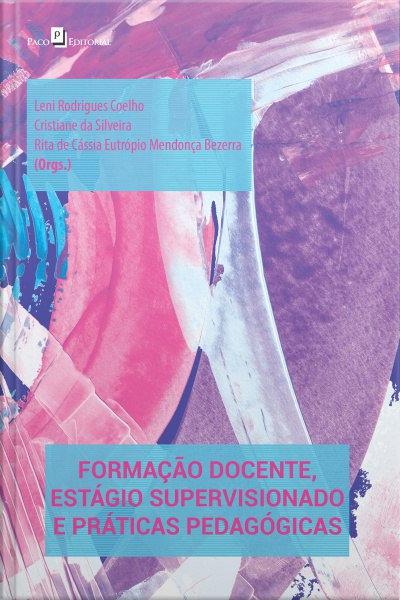 PACO EDITORIAL
P
Leni Rodrigues Coelho
Cristiane da Silveira
Rita de Cássia Eutrópio Mendonça Bezerra
(Orgs.)
FORMAÇÃO DOCENTE,
ESTÁGIO SUPERVISIONADO
E PRÁTICAS PEDAGÓGICAS